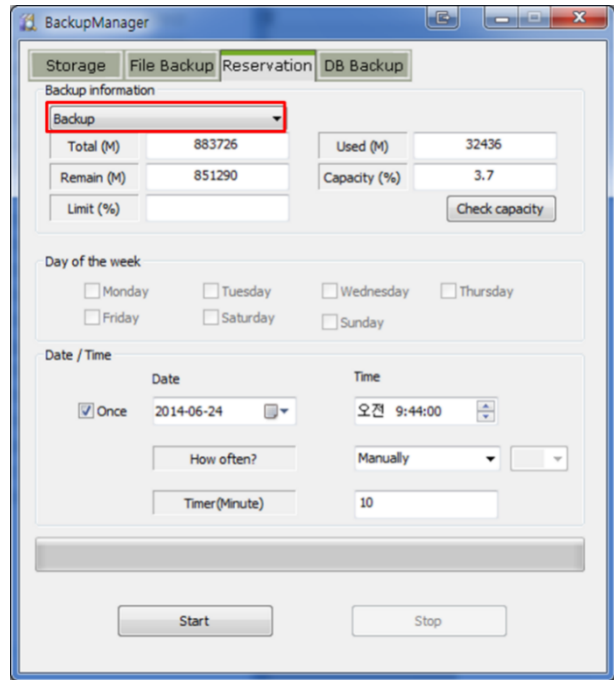 BackupManager
Storage File Backup Reservation DB Backup
Backup information
Backup
Total (M) 883726 Used (M) 32436
Remain (M) 851290 Capacity (%) 3.7
Limit (%) Check capacity
Day of the week
Monday Tuesday Wednesday Thursday
Friday Saturday Sunday
Date / Time
Date Time
Once 2014-06-24 오전 9:44:00
How often? Manually
Timer(Minute) 10
Start Stop